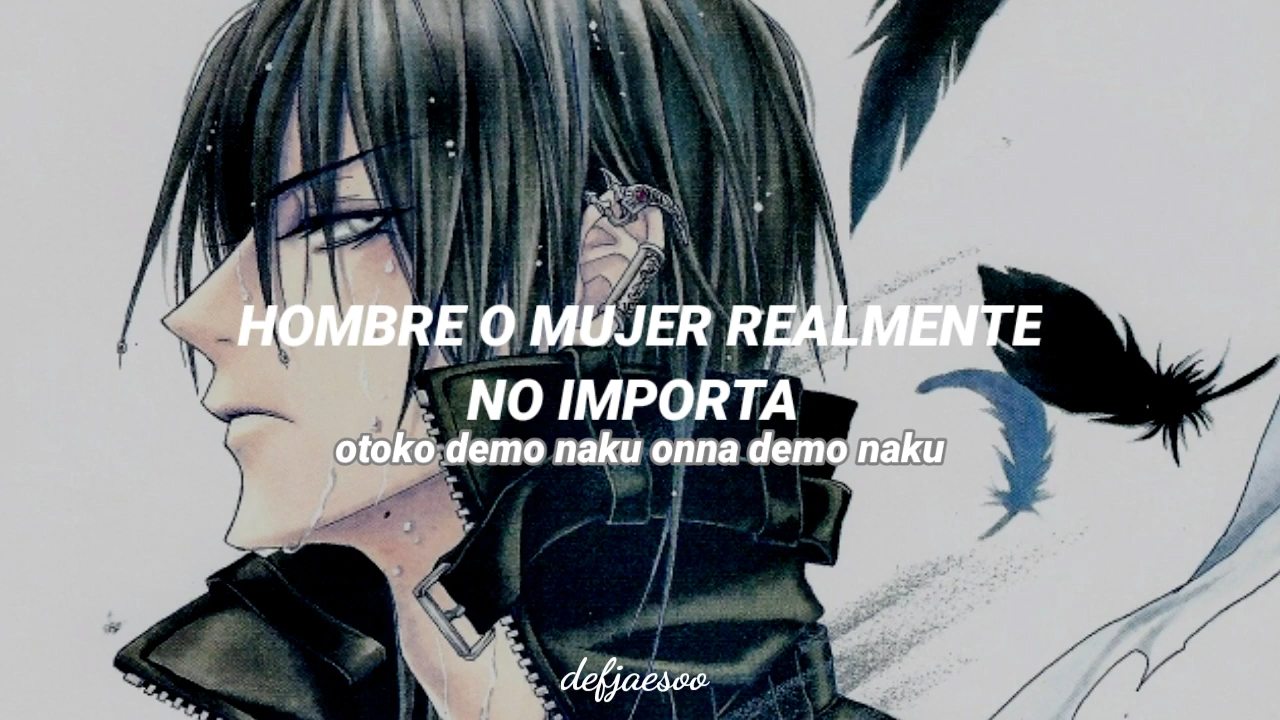 HOMBRE O MUJER REALMENTE
NO IMPORTA
otoko demo naku onna demo naku
defjaesoo